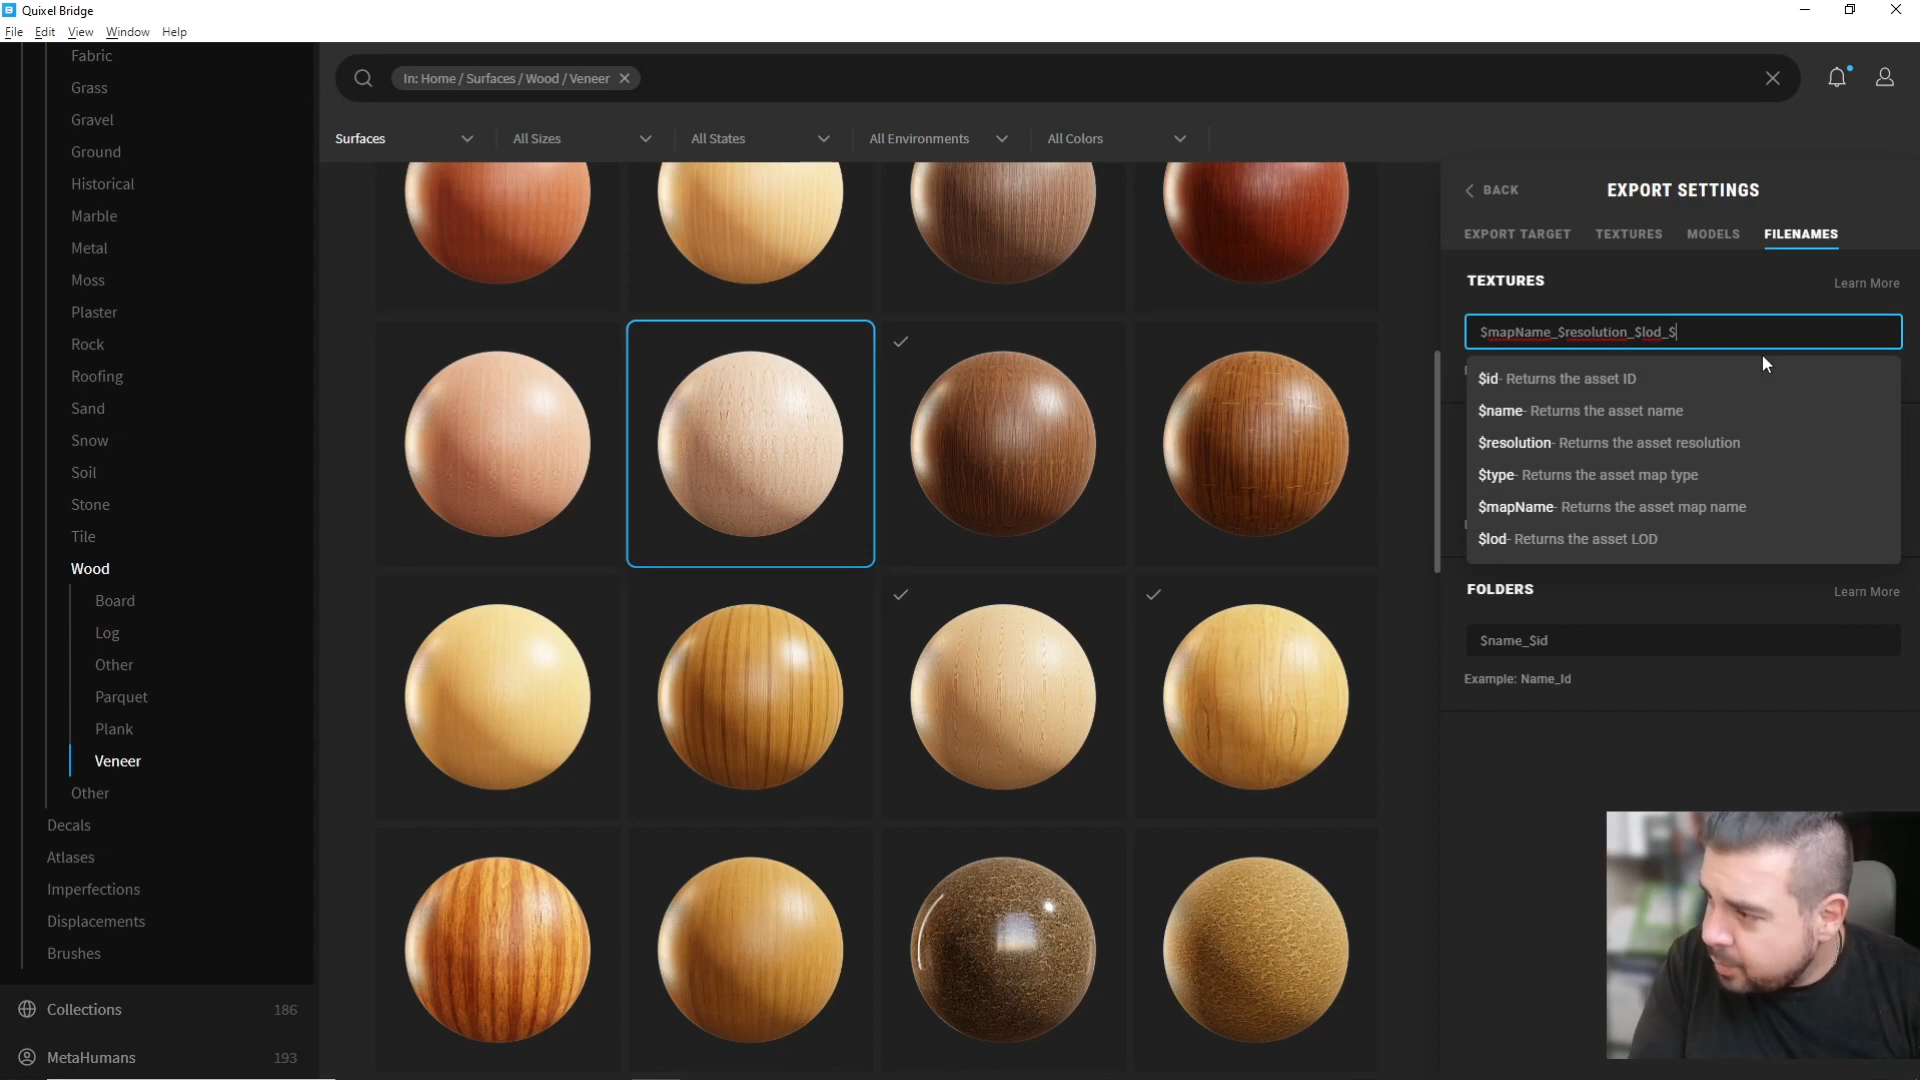 Quixel Bridge
File Edit View Window Help
Fabric
Grass
Gravel
Ground
Historical
Marble
Metal
Moss
Plaster
Rock
Roofing
Sand
Snow
Soil
Stone
Tile
Wood
Board
Log
Other
Parquet
Plank
Veneer
Other
Decals
Atlases
Imperfections
Displacements
Brushes
Collections 186
MetaHumans 193
In: Home / Surfaces / Wood / Veneer
Surfaces All Sizes All States All Environments All Colors
BACK EXPORT SETTINGS
EXPORT TARGET TEXTURES MODELS FILENAMES
TEXTURES Learn More
$mapName_$resolution_$lod_$
$id- Returns the asset ID
$name- Returns the asset name
$resolution- Returns the asset resolution
$type- Returns the asset map type
$mapName- Returns the asset map name
$lod- Returns the asset LOD
FOLDERS Learn More
$name_$id
Example: Name_Id